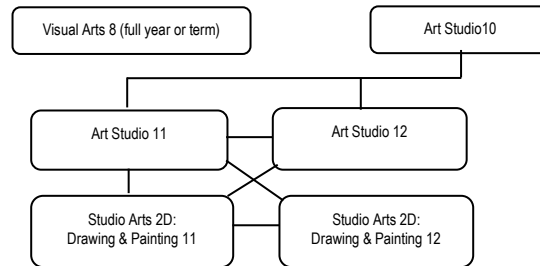 Visual Arts 8 (full year or term)
Art Studio10
Art Studio 11
Art Studio 12
Studio Arts 2D:
Drawing & Painting 11
Studio Arts 2D:
Drawing & Painting 12